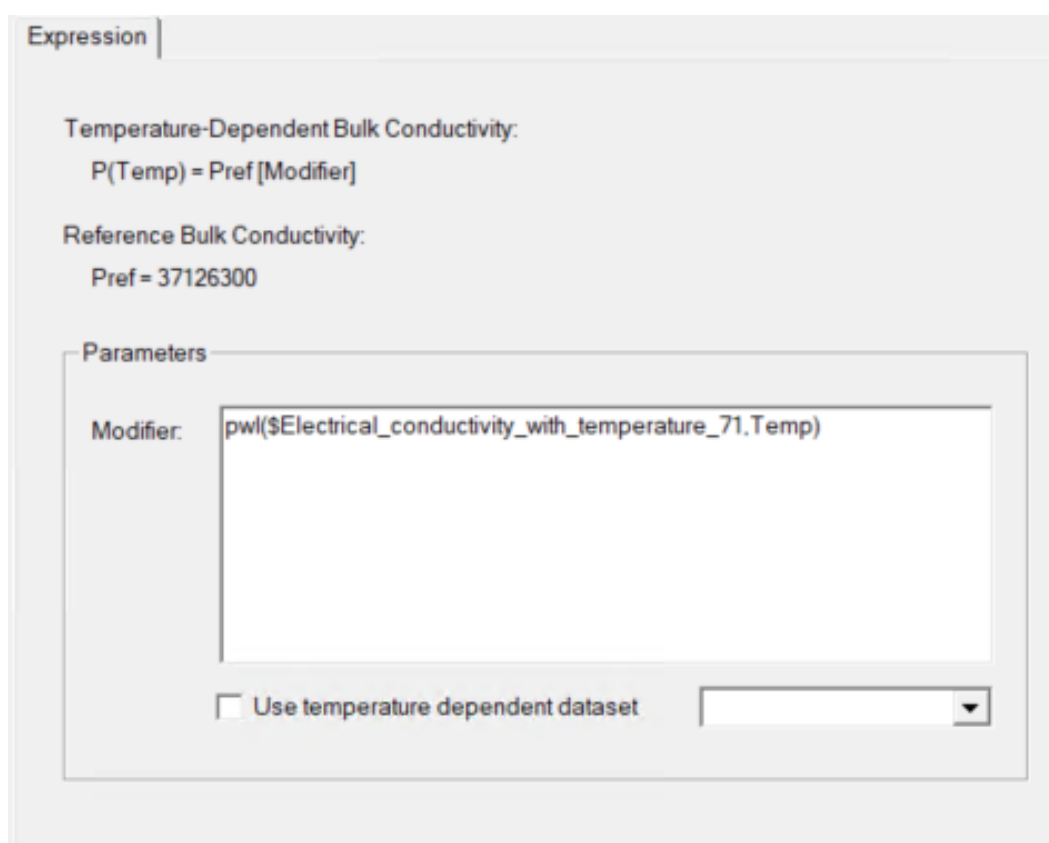 Expression
Temperature-Dependent Bulk Conductivity:
P(Temp) = Pref [Modifier]
Reference Bulk Conductivity:
Pref = 37126300
Parameters
Modifier: pwl($Electrical_conductivity_with_temperature_71,Temp)
Use temperature dependent dataset